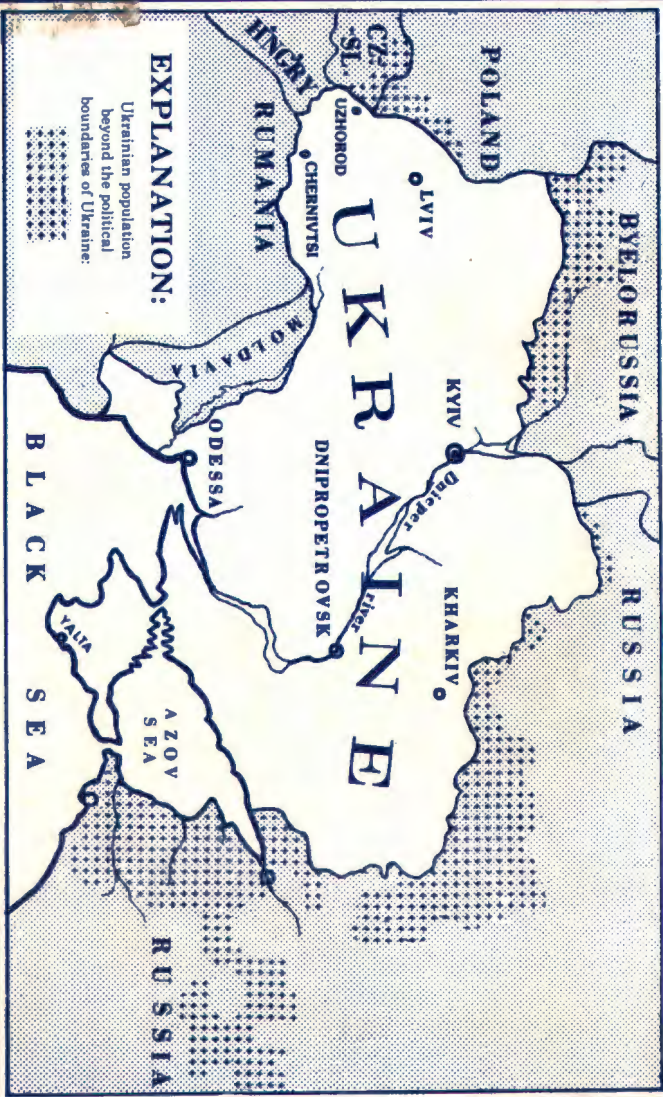 POLAND
BYELORUSSIA
RUSSIA
CZ.
SL.
H'NGRY
UZHOROD
LVIV
CHERNIVTSI
RUMANIA
UKRAINE
KYIV
Dnieper
river
KHARKIV
DNIPROPETROVSK
MOLDAVIA
ODESSA
BLACK SEA
YALTA
AZOV
SEA
RUSSIA
EXPLANATION:
Ukrainian population
beyond the political
boundaries of Ukraine: